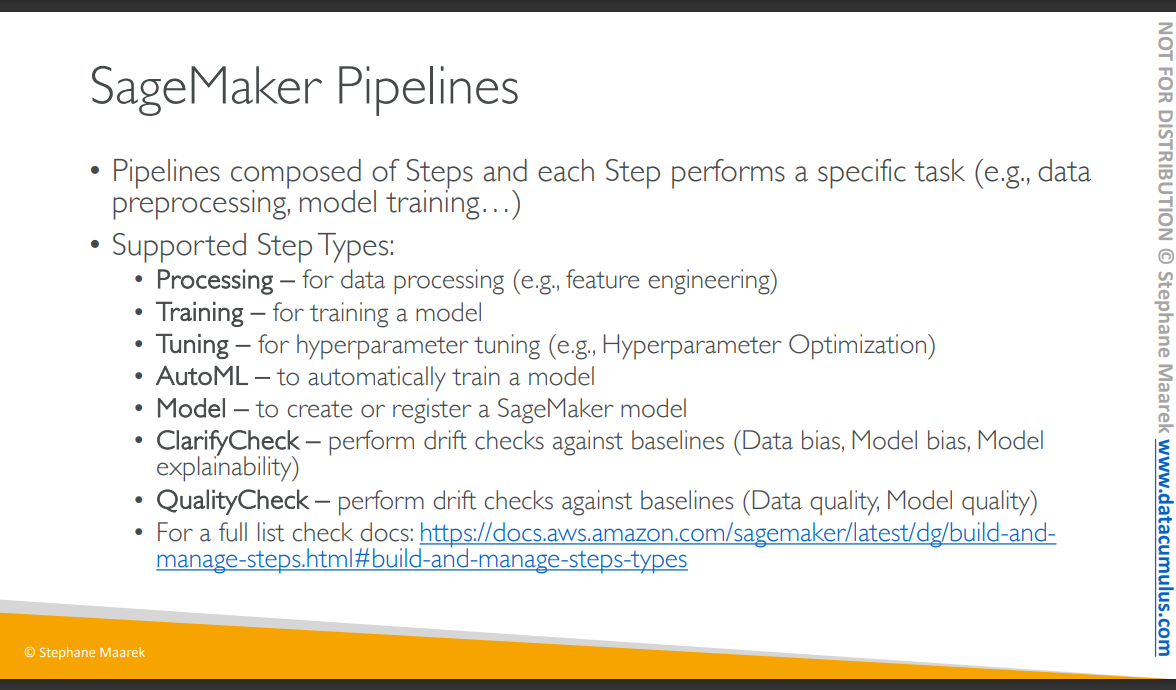 SageMaker Pipelines
• Pipelines composed of Steps and each Step performs a specific task (e.g., data
preprocessing, model training…)
• Supported Step Types:
• Processing – for data processing (e.g., feature engineering)
• Training – for training a model
• Tuning – for hyperparameter tuning (e.g., Hyperparameter Optimization)
• AutoML – to automatically train a model
• Model – to create or register a SageMaker model
• ClarifyCheck – perform drift checks against baselines (Data bias, Model bias, Model
explainability)
• QualityCheck – perform drift checks against baselines (Data quality, Model quality)
• For a full list check docs: https://docs.aws.amazon.com/sagemaker/latest/dg/build-and-
manage-steps.html#build-and-manage-steps-types
© Stephane Maarek
NOT FOR DISTRIBUTION © Stephane Maarek www.datacumulus.com